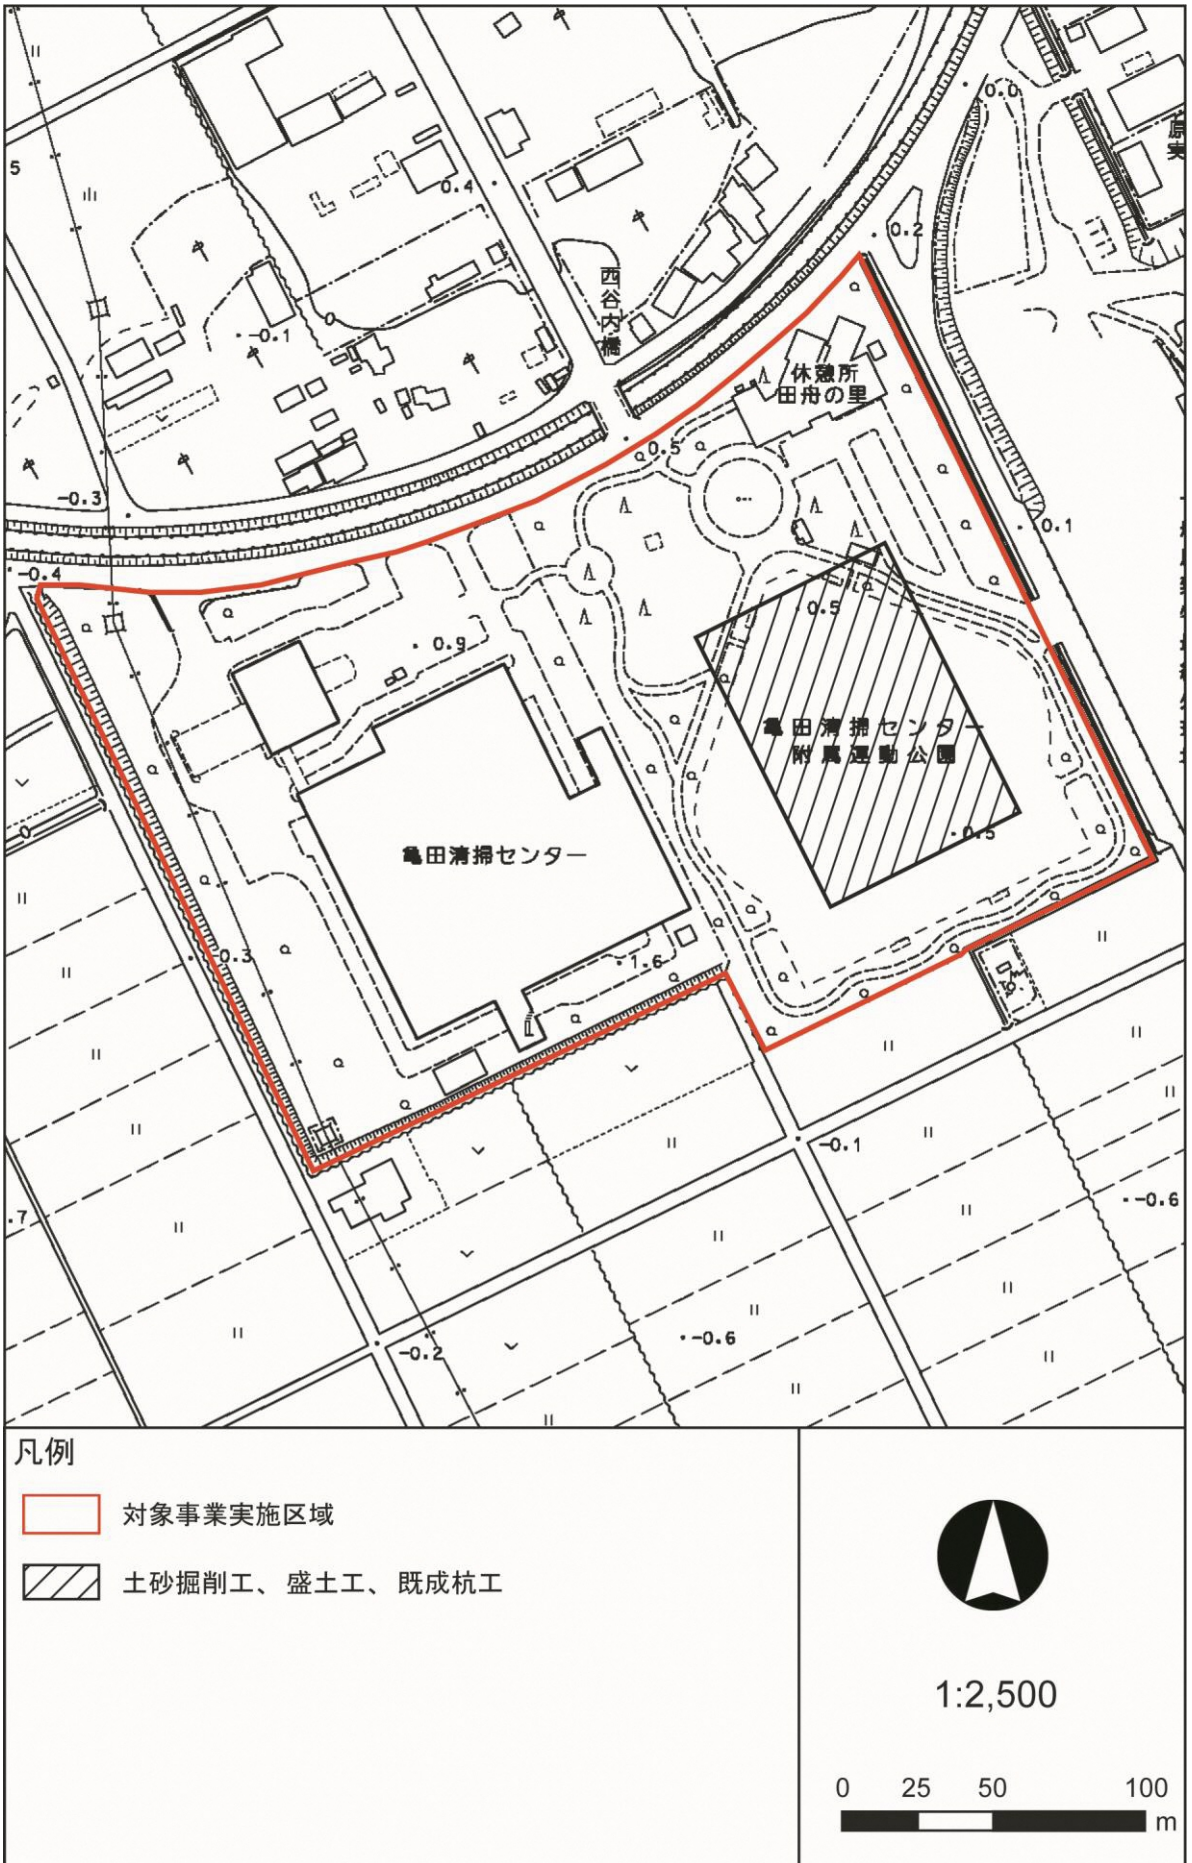 0.0
原実
5
0.4
0.2
西谷内橋
0
-0.1
休憩所
田舟の里
0.5
-0.3
0.1
-0.4
0.5
0.9
亀田清掃センター
附属運動公園
0.5
0
亀田清掃センター
-0.3
1.6
-0.1
.7
-0.6
-0.6
-0.2
凡例
対象事業実施区域
土砂掘削工、盛土工、既成杭工
1:2,500
0 25 50 100
m